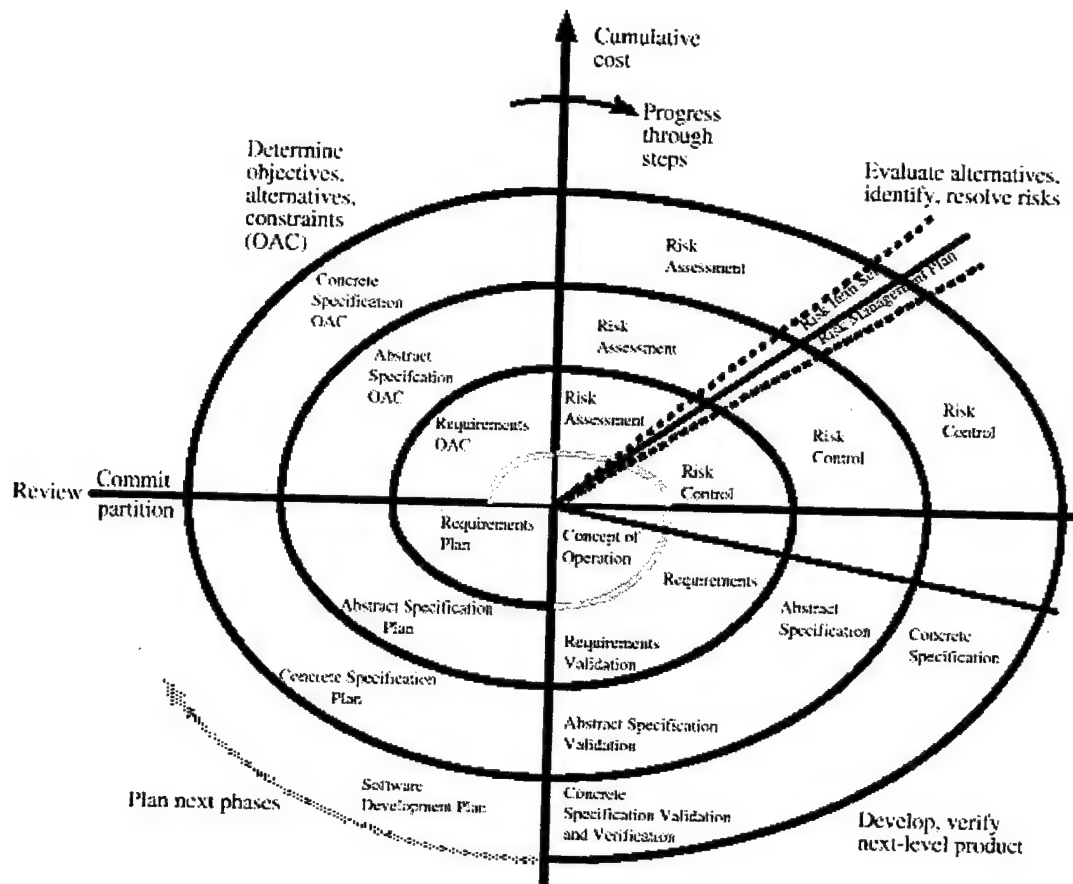 Cumulative
cost
Progress
through
steps
Determine
objectives,
alternatives,
constraints
(OAC)
Evaluate alternatives,
identify, resolve risks
Risk
Assessment
Concrete
Specification
OAC
Risk Item Set
Risk Management Plan
Risk
Assessment
Abstract
Specifcation
OAC
Risk
Assessment
Requirements
OAC
Risk
Control
Risk
Control
Risk
Control
Review
Commit
partition
Requirements
Plan
Concept of
Operation
Requirements
Abstract Specification
Plan
Abstract
Specification
Concrete
Specification
Requirements
Validation
Concrete Specification
Plan
Abstract Specification
Validation
Plan next phases
Software
Development Plan
Concrete
Specification Validation
and Verification
Develop, verify
next-level product